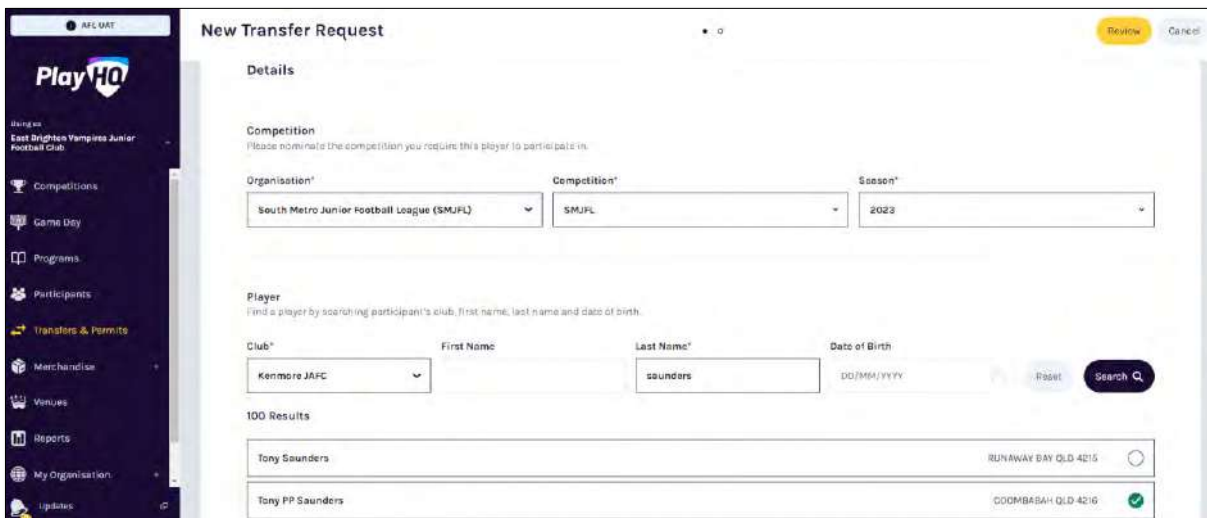 AFL UAT
New Transfer Request
Review
Cancel
PlayHQ
Using as
East Brighton Vampires Junior
Football Club
Competitions
Game Day
Programs
Participants
Transfers & Permits
Merchandise
Venues
Reports
My Organisation
Updates
Details
Competition
Please nominate the competition you require this player to participate in.
Organisation* Competition* Season*
South Metro Junior Football League (SMJFL) SMJFL 2023
Player
Find a player by searching participant's club, first name, last name and date of birth.
Club* First Name Last Name* Date of Birth
Kenmore JAFC saunders DD/MM/YYYY Reset Search
100 Results
Tony Saunders RUNAWAY BAY QLD 4215
Tony PP Saunders COOMBABAH QLD 4216